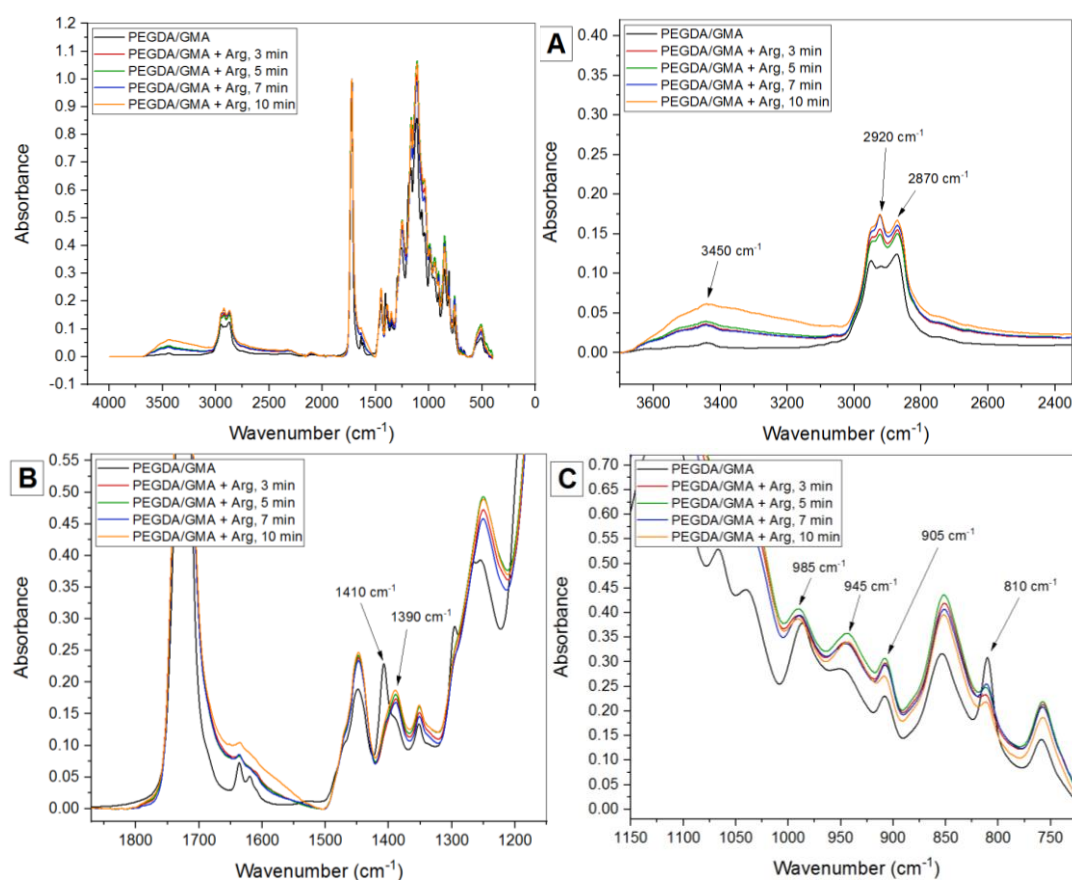 1.2
1.1
1.0
0.9
0.8
0.7
0.6
0.5
0.4
0.3
0.2
0.1
0.0
-0.1
Absorbance
PEGDA/GMA
PEGDA/GMA + Arg, 3 min
PEGDA/GMA + Arg, 5 min
PEGDA/GMA + Arg, 7 min
PEGDA/GMA + Arg, 10 min
4000 3500 3000 2500 2000 1500 1000 500 0
Wavenumber (cm⁻¹)
A
0.40
0.35
0.30
0.25
0.20
0.15
0.10
0.05
0.00
Absorbance
PEGDA/GMA
PEGDA/GMA + Arg, 3 min
PEGDA/GMA + Arg, 5 min
PEGDA/GMA + Arg, 7 min
PEGDA/GMA + Arg, 10 min
2920 cm⁻¹
2870 cm⁻¹
3450 cm⁻¹
3600 3400 3200 3000 2800 2600 2400
Wavenumber (cm⁻¹)
B
0.55
0.50
0.45
0.40
0.35
0.30
0.25
0.20
0.15
0.10
0.05
0.00
Absorbance
PEGDA/GMA
PEGDA/GMA + Arg, 3 min
PEGDA/GMA + Arg, 5 min
PEGDA/GMA + Arg, 7 min
PEGDA/GMA + Arg, 10 min
1410 cm⁻¹
1390 cm⁻¹
1800 1700 1600 1500 1400 1300 1200
Wavenumber (cm⁻¹)
C
0.70
0.65
0.60
0.55
0.50
0.45
0.40
0.35
0.30
0.25
0.20
0.15
0.10
0.05
0.00
Absorbance
PEGDA/GMA
PEGDA/GMA + Arg, 3 min
PEGDA/GMA + Arg, 5 min
PEGDA/GMA + Arg, 7 min
PEGDA/GMA + Arg, 10 min
905 cm⁻¹
985 cm⁻¹
945 cm⁻¹
810 cm⁻¹
1150 1100 1050 1000 950 900 850 800 750
Wavenumber (cm⁻¹)